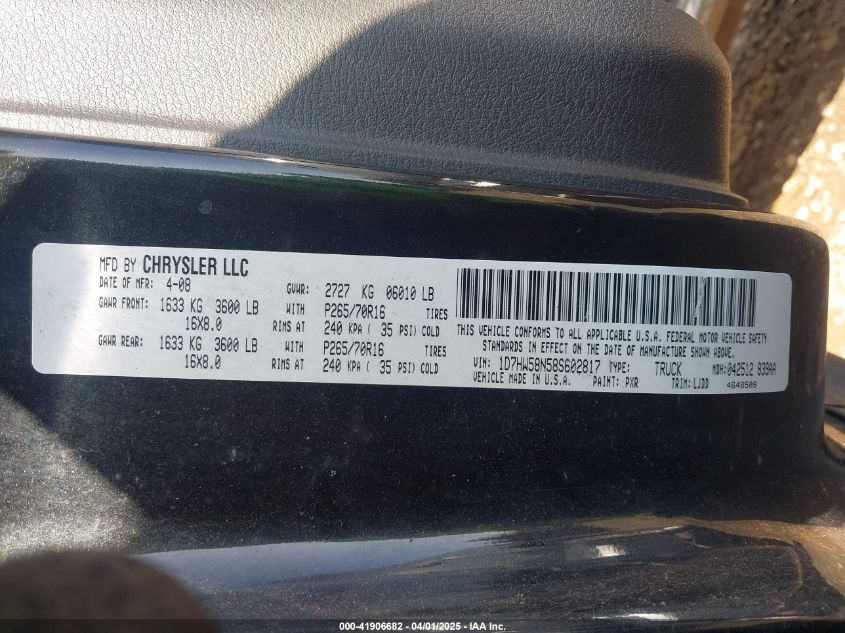 MFD BY CHRYSLER LLC
DATE OF MFR: 4-08 GVWR: 2727 KG 06010 LB
GAWR FRONT: 1633 KG 3600 LB WITH P265/70R16 TIRES
16X8.0 RIMS AT 240 KPA ( 35 PSI) COLD
GAWR REAR: 1633 KG 3600 LB WITH P265/70R16 TIRES
16X8.0 RIMS AT 240 KPA ( 35 PSI) COLD
THIS VEHICLE CONFORMS TO ALL APPLICABLE U.S.A. FEDERAL MOTOR VEHICLE SAFETY
STANDARDS IN EFFECT ON THE DATE OF MANUFACTURE SHOWN ABOVE.
VIN: 1D7HW58N58S602817 TYPE: TRUCK MDH: 042512 839AA
VEHICLE MADE IN U.S.A. PAINT: PXR TRIM: LJDD 4648509
000-41906682 - 04/01/2025 - IAA Inc.